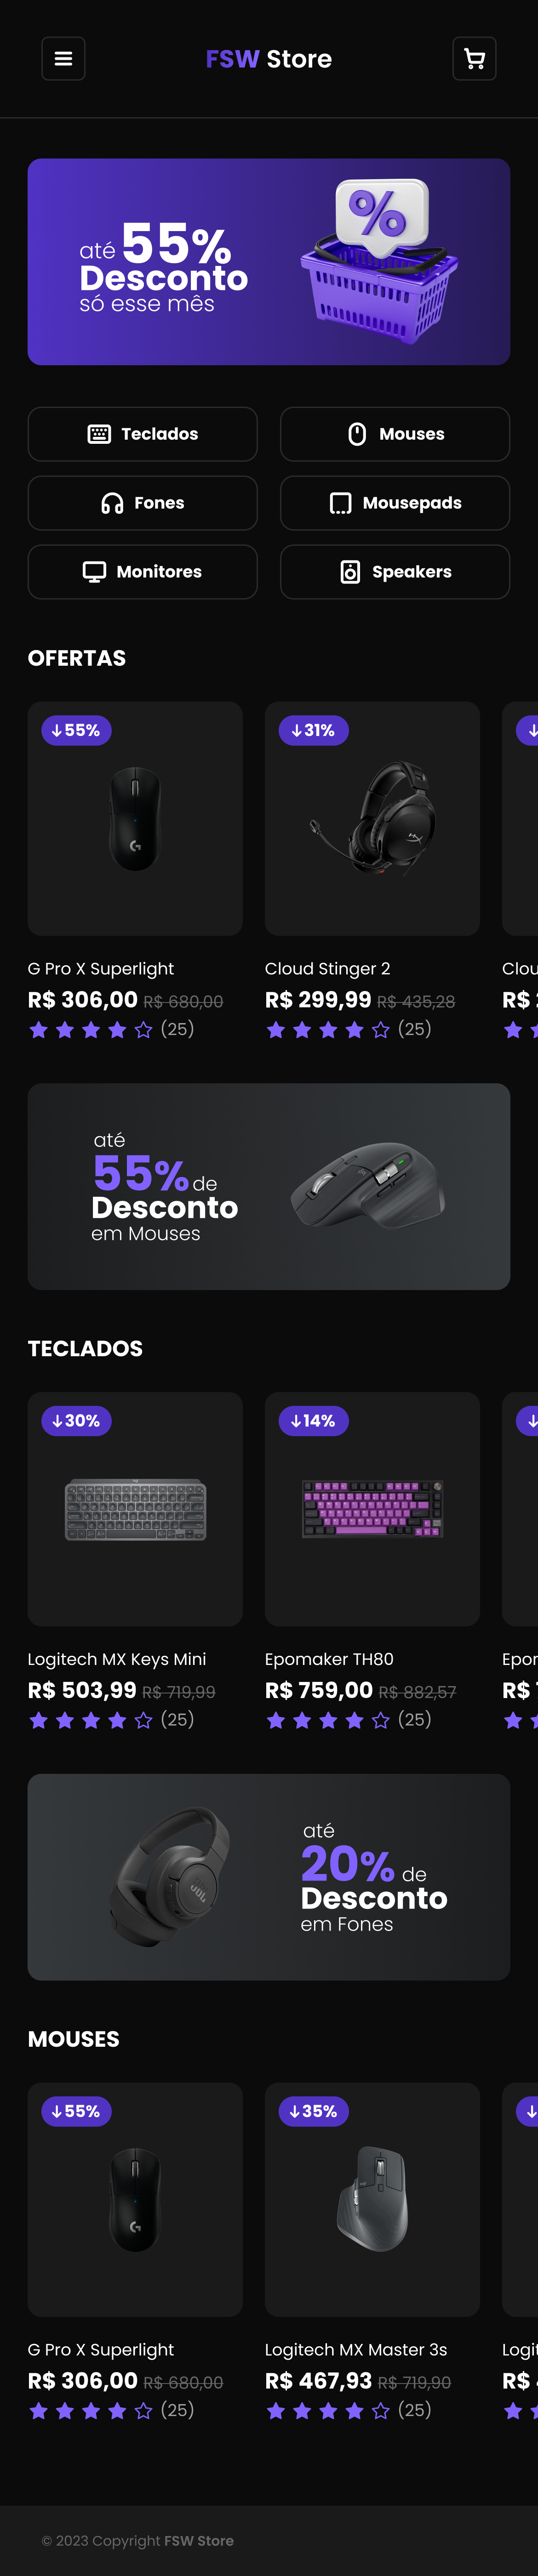 FSW Store
%
até 55%
Desconto
só esse mês
Teclados
Mouses
Fones
Mousepads
Monitores
Speakers
OFERTAS
↓55%
↓31%
G Pro X Superlight
Cloud Stinger 2
Clou
R$ 306,00 R$ 680,00
R$ 299,99 R$ 435,28
R$
(25)
(25)
até
55% de
Desconto
em Mouses
TECLADOS
↓30%
↓14%
Logitech MX Keys Mini
Epomaker TH80
Epor
R$ 503,99 R$ 719,99
R$ 759,00 R$ 882,57
R$
(25)
(25)
JBL
até
20% de
Desconto
em Fones
MOUSES
↓55%
↓35%
G Pro X Superlight
Logitech MX Master 3s
Logit
R$ 306,00 R$ 680,00
R$ 467,93 R$ 719,90
R$
(25)
(25)
© 2023 Copyright FSW Store